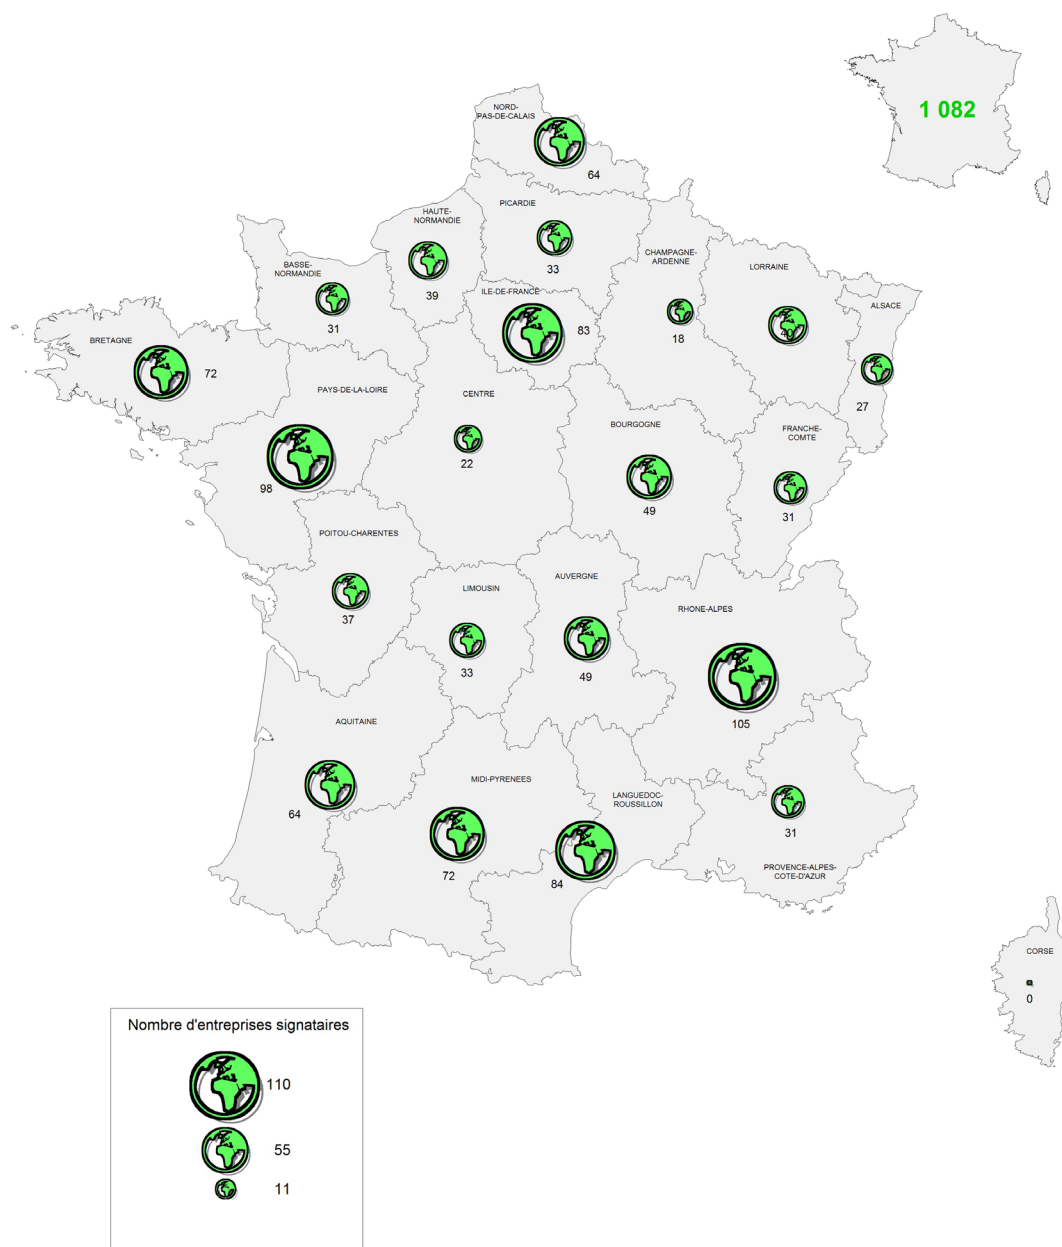 1 082
NORD-
PAS-DE-CALAIS
64
PICARDIE
33
HAUTE-
NORMANDIE
39
BASSE-
NORMANDIE
31
ILE-DE-FRANCE
83
CHAMPAGNE-
ARDENNE
18
LORRAINE
40
ALSACE
27
BRETAGNE
72
PAYS-DE-LA-LOIRE
98
CENTRE
22
BOURGOGNE
49
FRANCHE-
COMTE
31
POITOU-CHARENTES
37
LIMOUSIN
33
AUVERGNE
49
RHONE-ALPES
105
AQUITAINE
64
MIDI-PYRENEES
72
LANGUEDOC-
ROUSSILLON
84
31
PROVENCE-ALPES-
COTE-D'AZUR
CORSE
0
Nombre d'entreprises signataires
110
55
11